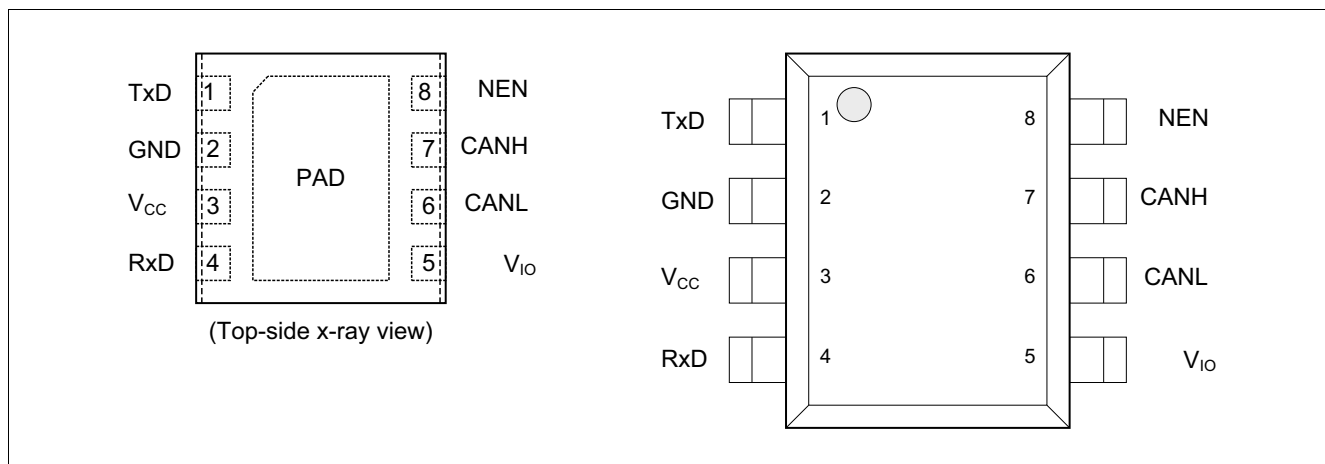 TxD 1 8 NEN
GND 2 7 CANH
PAD
VCC 3 6 CANL
RxD 4 5 VIO
(Top-side x-ray view)
TxD 1 8 NEN
GND 2 7 CANH
VCC 3 6 CANL
RxD 4 5 VIO